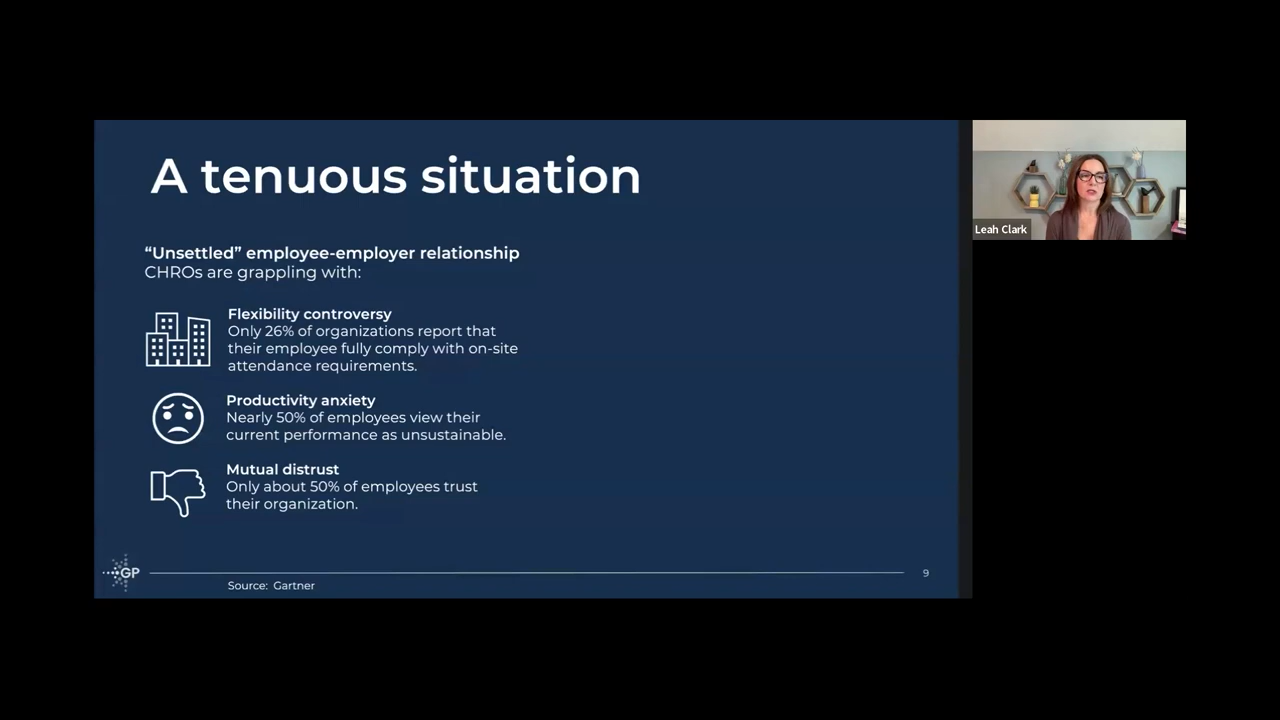 A tenuous situation
“Unsettled” employee-employer relationship
CHROs are grappling with:
Flexibility controversy
Only 26% of organizations report that
their employee fully comply with on-site
attendance requirements.
Productivity anxiety
Nearly 50% of employees view their
current performance as unsustainable.
Mutual distrust
Only about 50% of employees trust
their organization.
GP
9
Source: Gartner
Leah Clark